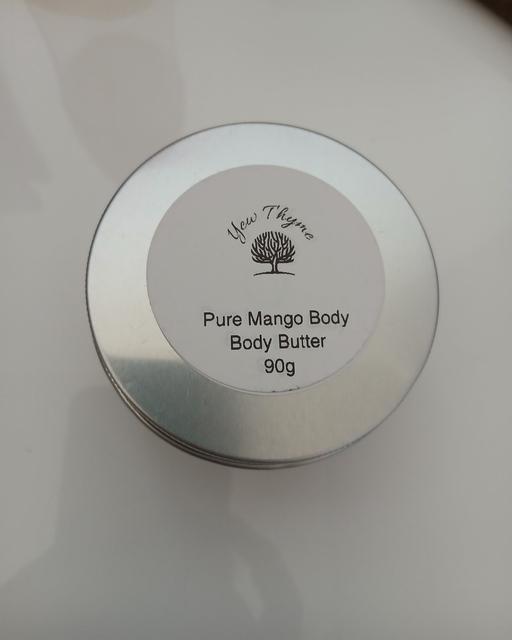 Yew Thyme
Pure Mango Body
Body Butter
90g